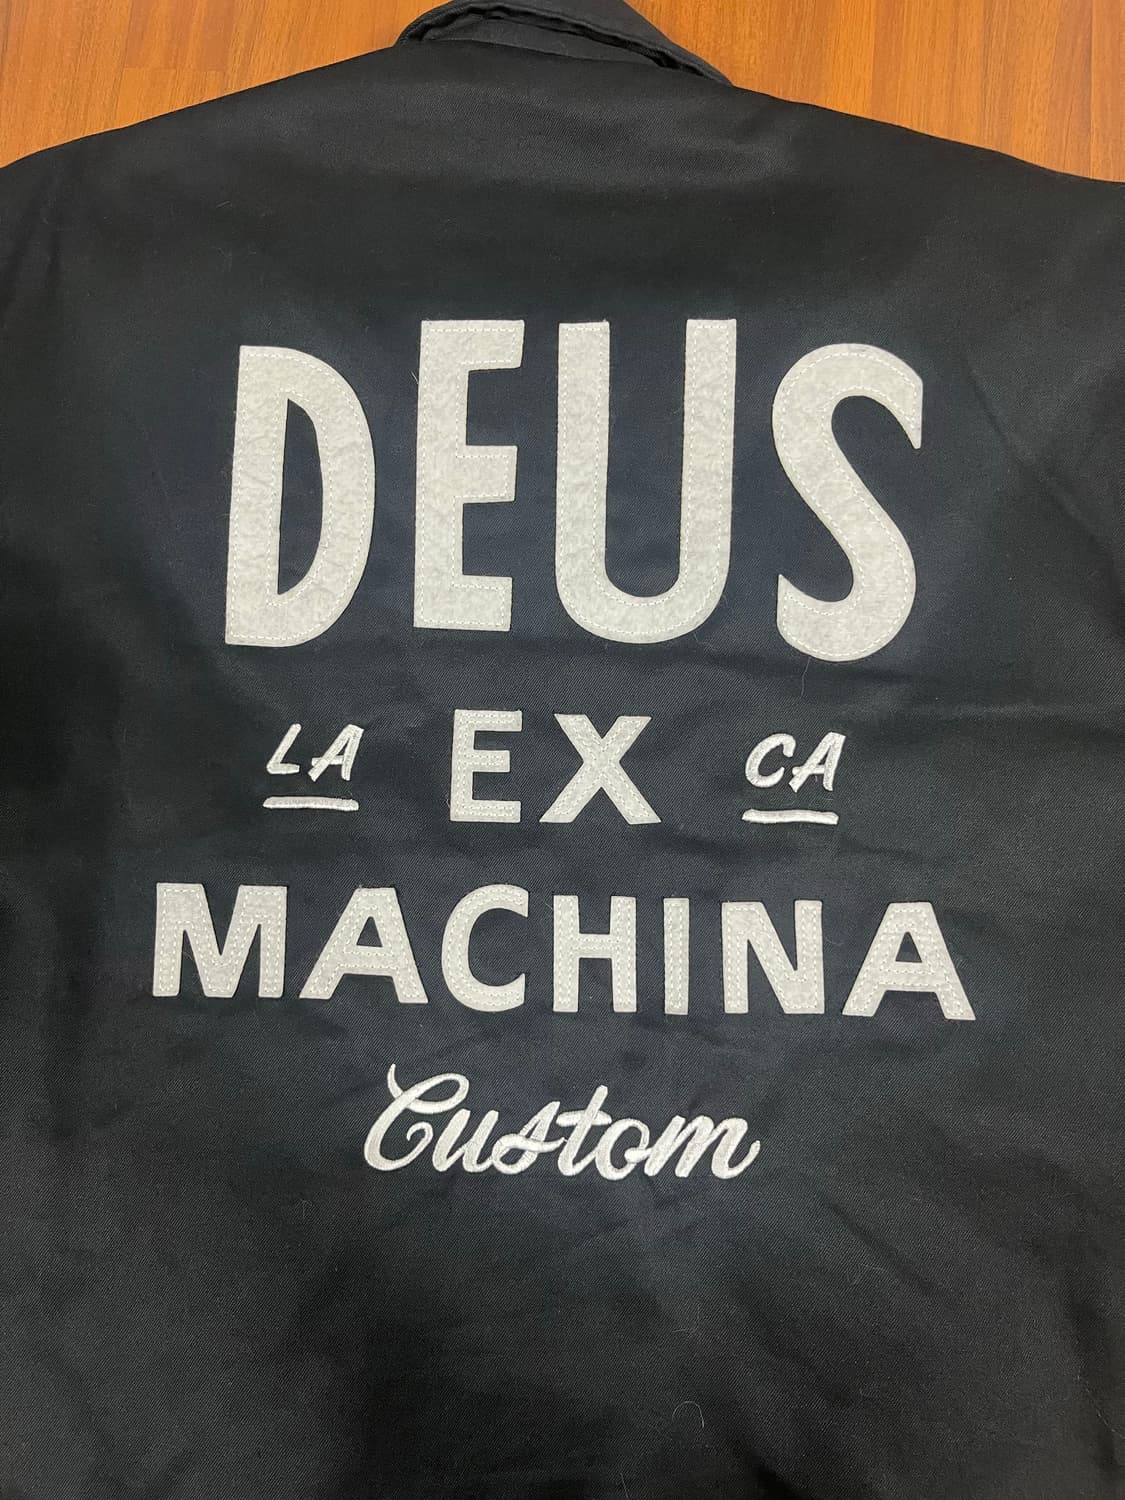 DEUS
LA EX CA
MACHINA
Custom